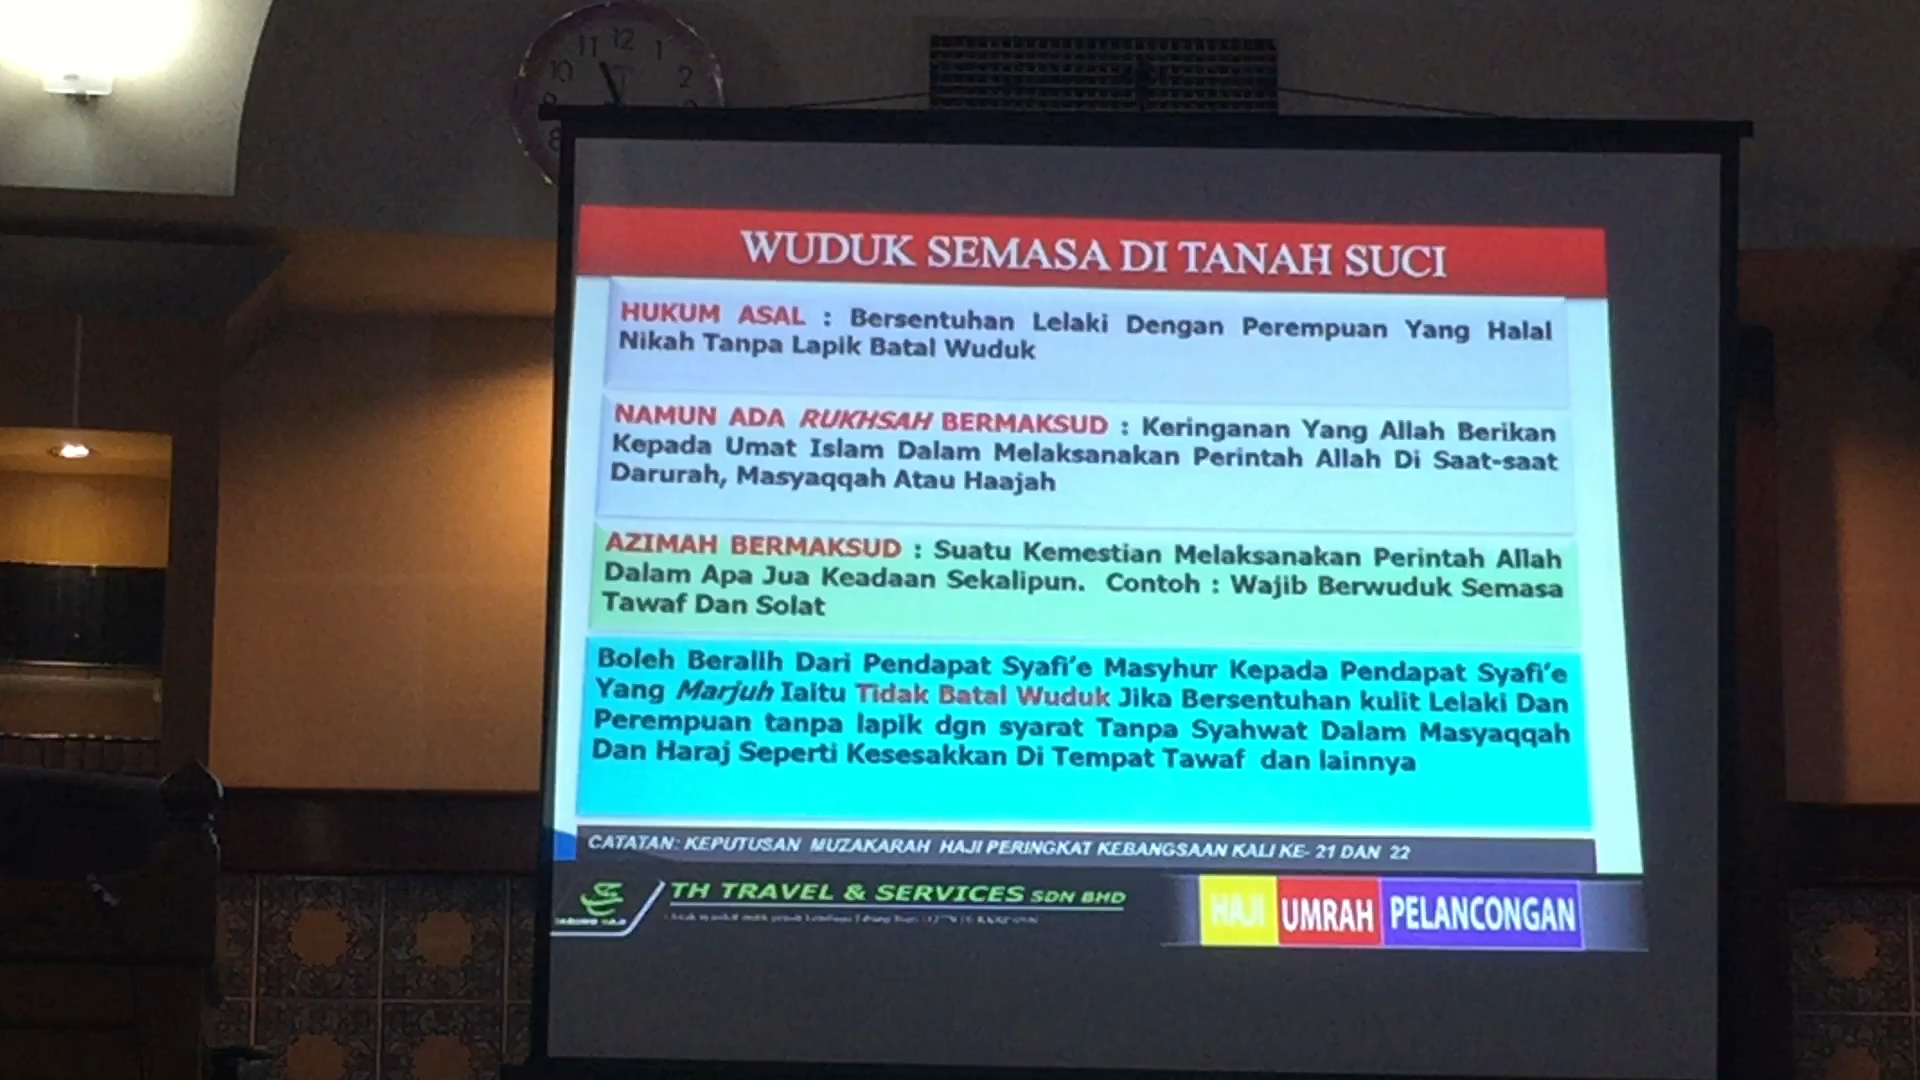 11 12 1
10 2
8
WUDUK SEMASA DI TANAH SUCI
HUKUM ASAL : Bersentuhan Lelaki Dengan Perempuan Yang Halal
Nikah Tanpa Lapik Batal Wuduk
NAMUN ADA RUKHSAH BERMAKSUD : Keringanan Yang Allah Berikan
Kepada Umat Islam Dalam Melaksanakan Perintah Allah Di Saat-saat
Darurah, Masyaqqah Atau Haajah
AZIMAH BERMAKSUD : Suatu Kemestian Melaksanakan Perintah Allah
Dalam Apa Jua Keadaan Sekalipun. Contoh : Wajib Berwuduk Semasa
Tawaf Dan Solat
Boleh Beralih Dari Pendapat Syafi'e Masyhur Kepada Pendapat Syafi'e
Yang Marjuh Iaitu Tidak Batal Wuduk Jika Bersentuhan kulit Lelaki Dan
Perempuan tanpa lapik dgn syarat Tanpa Syahwat Dalam Masyaqqah
Dan Haraj Seperti Kesesakkan Di Tempat Tawaf dan lainnya
CATATAN: KEPUTUSAN MUZAKARAH HAJI PERINGKAT KEBANGSAAN KALI KE- 21 DAN 22
TH TRAVEL & SERVICES SDN BHD
HAJI UMRAH PELANCONGAN